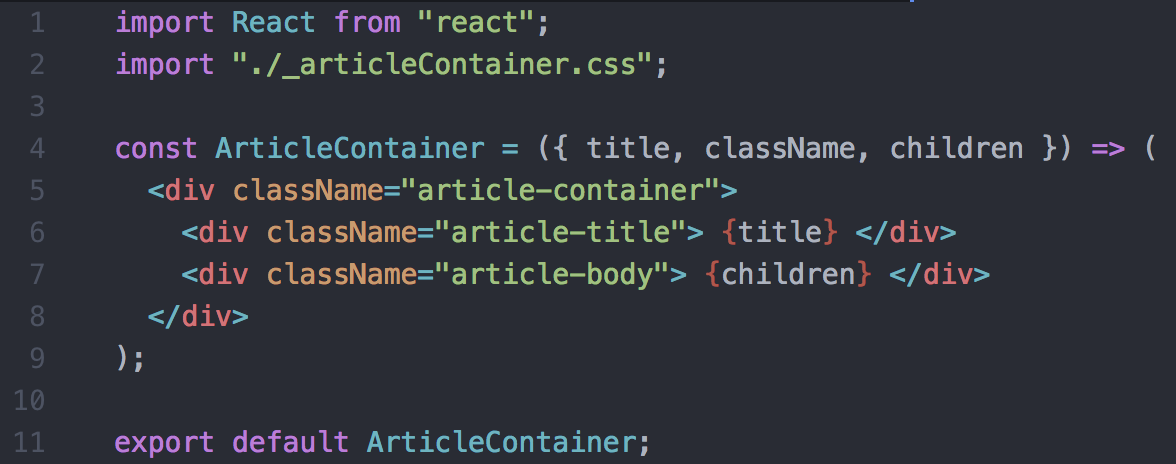 1 import React from "react";
2 import "./_articleContainer.css";
3
4 const ArticleContainer = ({ title, className, children }) => (
5   <div className="article-container">
6     <div className="article-title"> {title} </div>
7     <div className="article-body"> {children} </div>
8   </div>
9 );
10
11 export default ArticleContainer;